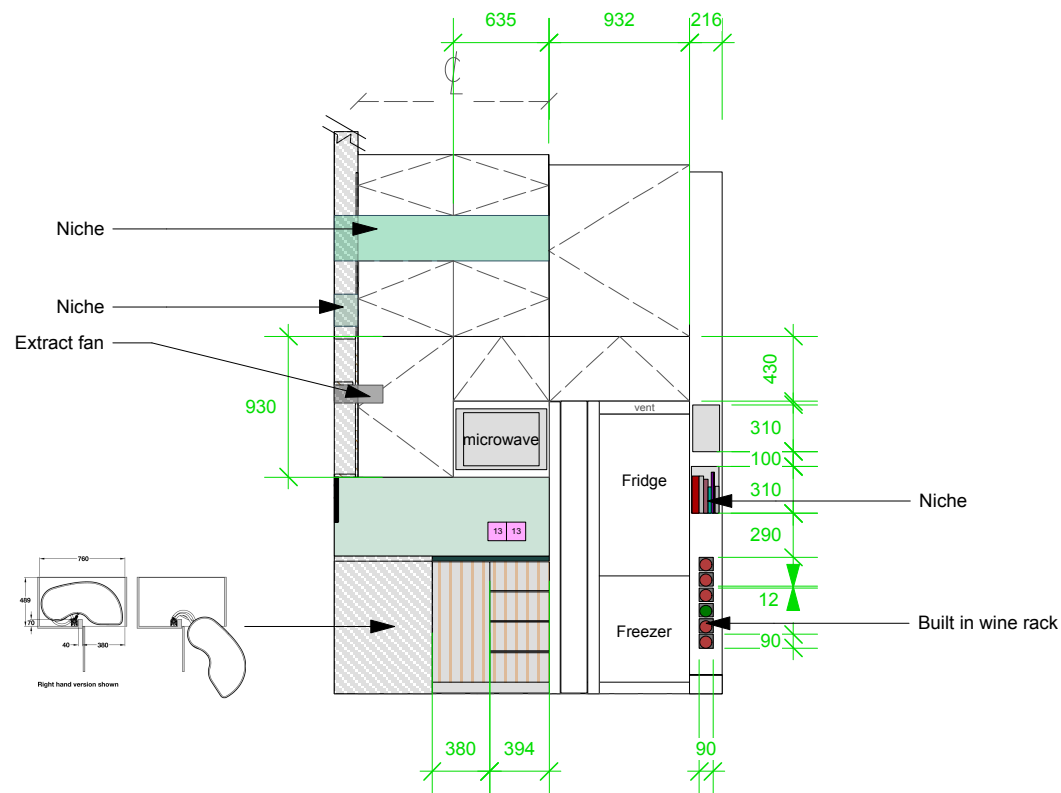 635
932
216
Niche
Niche
Extract fan
930
430
vent
310
microwave
100
Fridge
310
Niche
13
13
290
760
489
12
70
Freezer
Built in wine rack
40
380
90
Right hand version shown
380
394
90